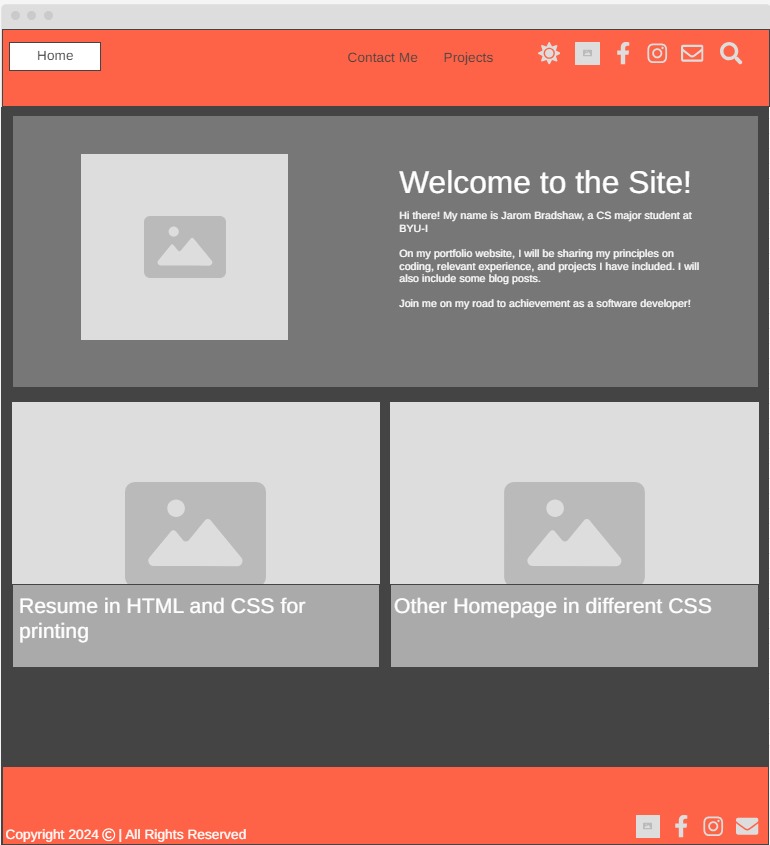 Home
Contact Me
Projects
Welcome to the Site!
Hi there! My name is Jarom Bradshaw, a CS major student at
BYU-I
On my portfolio website, I will be sharing my principles on
coding, relevant experience, and projects I have included. I will
also include some blog posts.
Join me on my road to achievement as a software developer!
Resume in HTML and CSS for
printing
Other Homepage in different CSS
Copyright 2024 © | All Rights Reserved